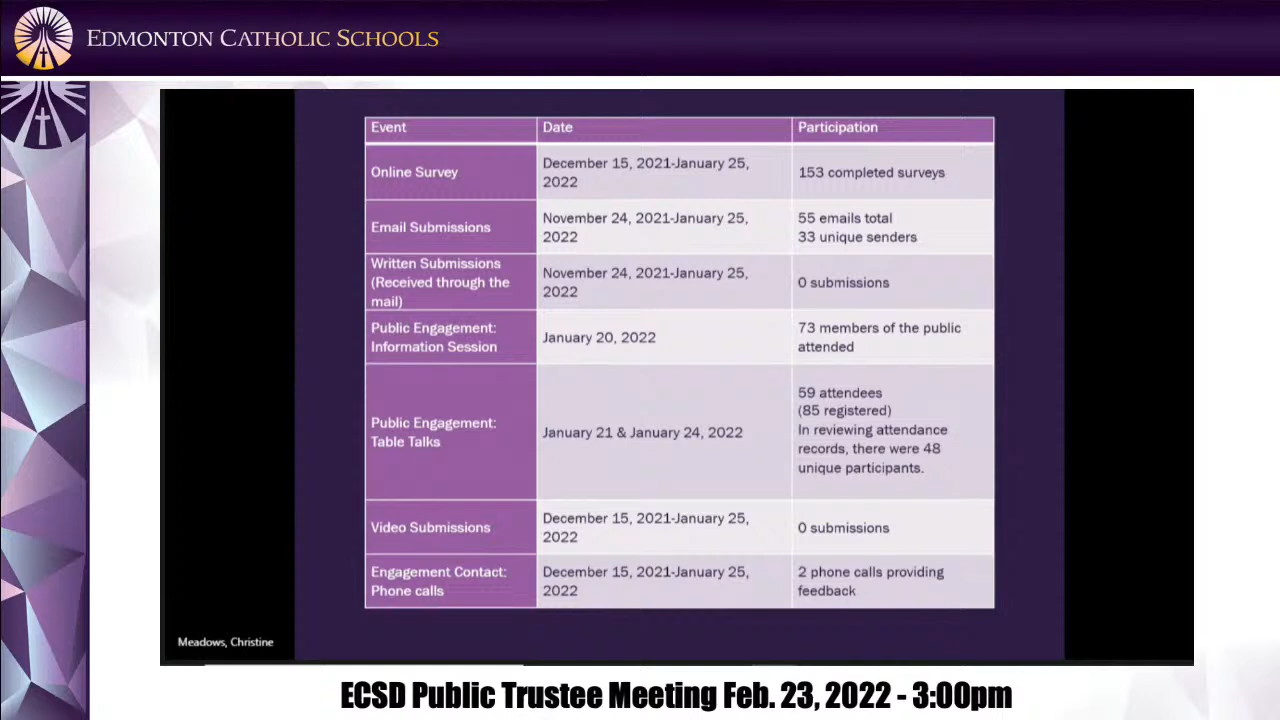 EDMONTON CATHOLIC SCHOOLS
Event Date Participation
Online Survey
December 15, 2021-January 25,
2022
153 completed surveys
Email Submissions
November 24, 2021-January 25,
2022
55 emails total
33 unique senders
Written Submissions
(Received through the
mail)
November 24, 2021-January 25,
2022
0 submissions
Public Engagement:
Information Session
January 20, 2022
73 members of the public
attended
Public Engagement:
Table Talks
January 21 & January 24, 2022
59 attendees
(85 registered)
In reviewing attendance
records, there were 48
unique participants.
Video Submissions
December 15, 2021-January 25,
2022
0 submissions
Engagement Contact:
Phone calls
December 15, 2021-January 25,
2022
2 phone calls providing
feedback
Meadows, Christine
ECSD Public Trustee Meeting Feb. 23, 2022 - 3:00pm